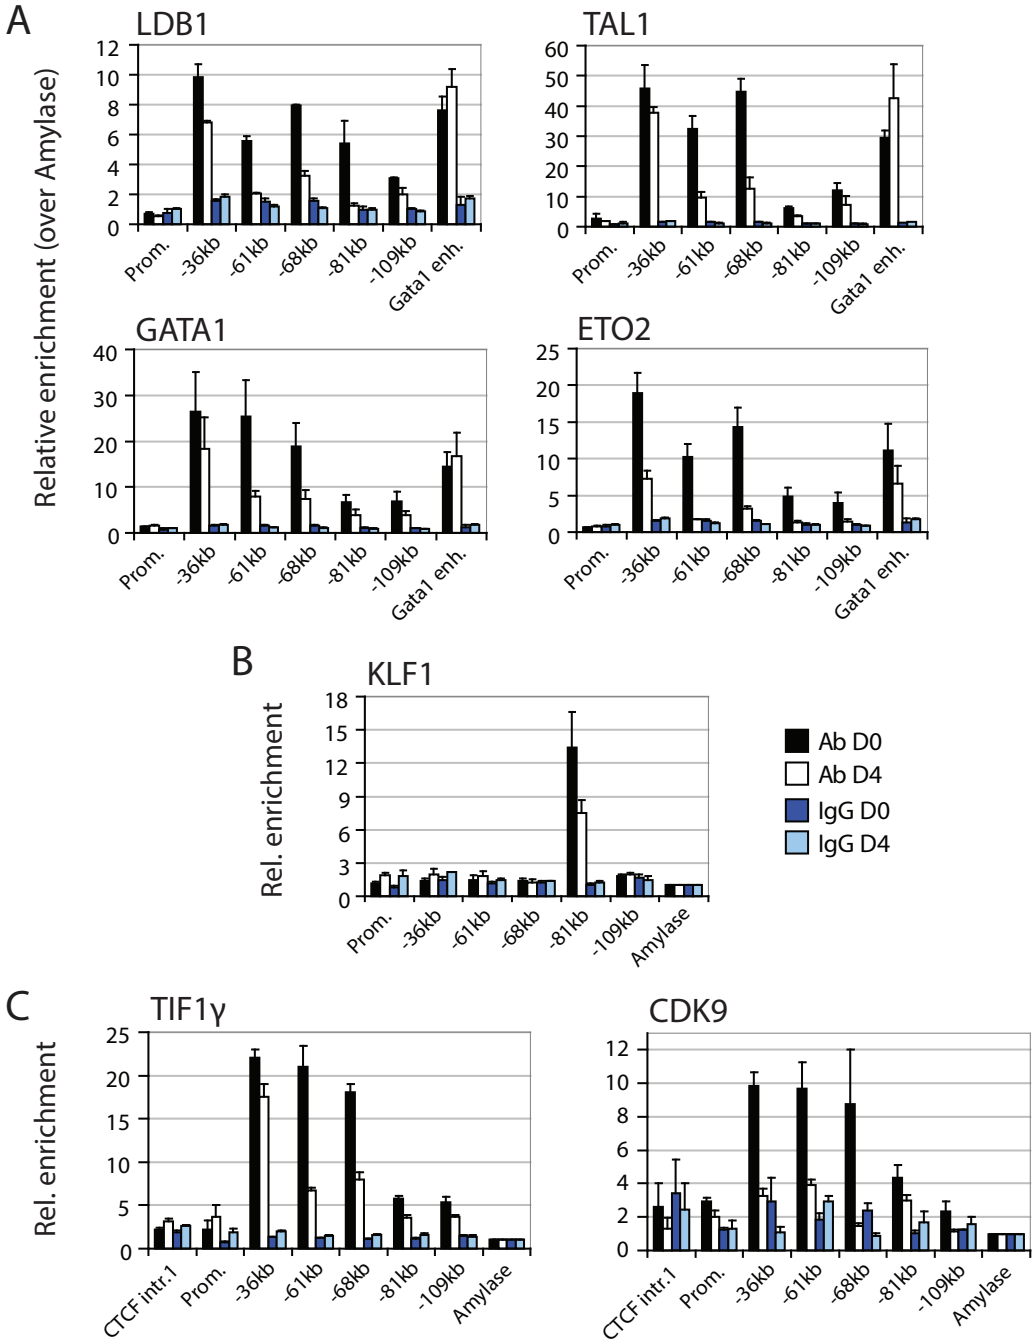 A
LDB1
TAL1
Relative enrichment (over Amylase)
12
10
8
6
4
2
0
Prom.
-36kb
-61kb
-68kb
-81kb
-109kb
Gata1 enh.
60
50
40
30
20
10
0
Prom.
-36kb
-61kb
-68kb
-81kb
-109kb
Gata1 enh.
GATA1
ETO2
40
30
20
10
0
Prom.
-36kb
-61kb
-68kb
-81kb
-109kb
Gata1 enh.
25
20
15
10
5
0
Prom.
-36kb
-61kb
-68kb
-81kb
-109kb
Gata1 enh.
B
KLF1
Rel. enrichment
18
15
12
9
6
3
0
Prom.
-36kb
-61kb
-68kb
-81kb
-109kb
Amylase
Ab D0
Ab D4
IgG D0
IgG D4
C
TIF1γ
CDK9
Rel. enrichment
25
20
15
10
5
0
CTCF intr.1
Prom.
-36kb
-61kb
-68kb
-81kb
-109kb
Amylase
12
10
8
6
4
2
0
CTCF intr.1
Prom.
-36kb
-61kb
-68kb
-81kb
-109kb
Amylase